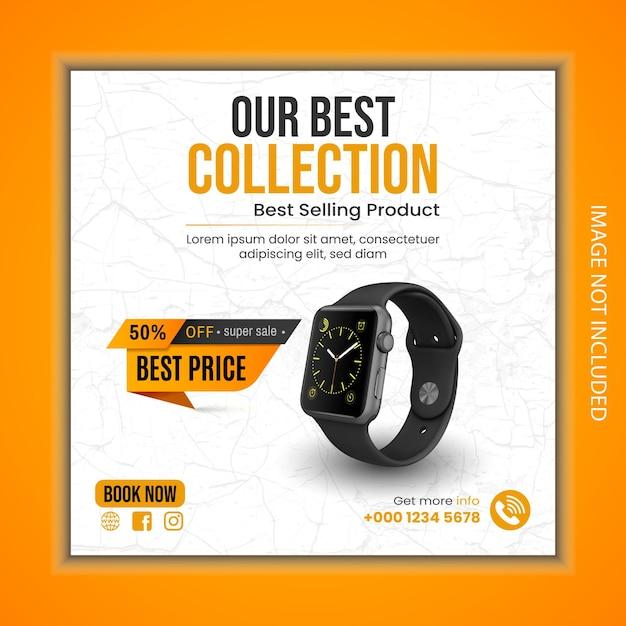 OUR BEST
COLLECTION
Best Selling Product
Lorem ipsum dolor sit amet, consectetuer
adipiscing elit, sed diam
50% OFF • super sale •
BEST PRICE
BOOK NOW
Get more info
+000 1234 5678
IMAGE NOT INCLUDED